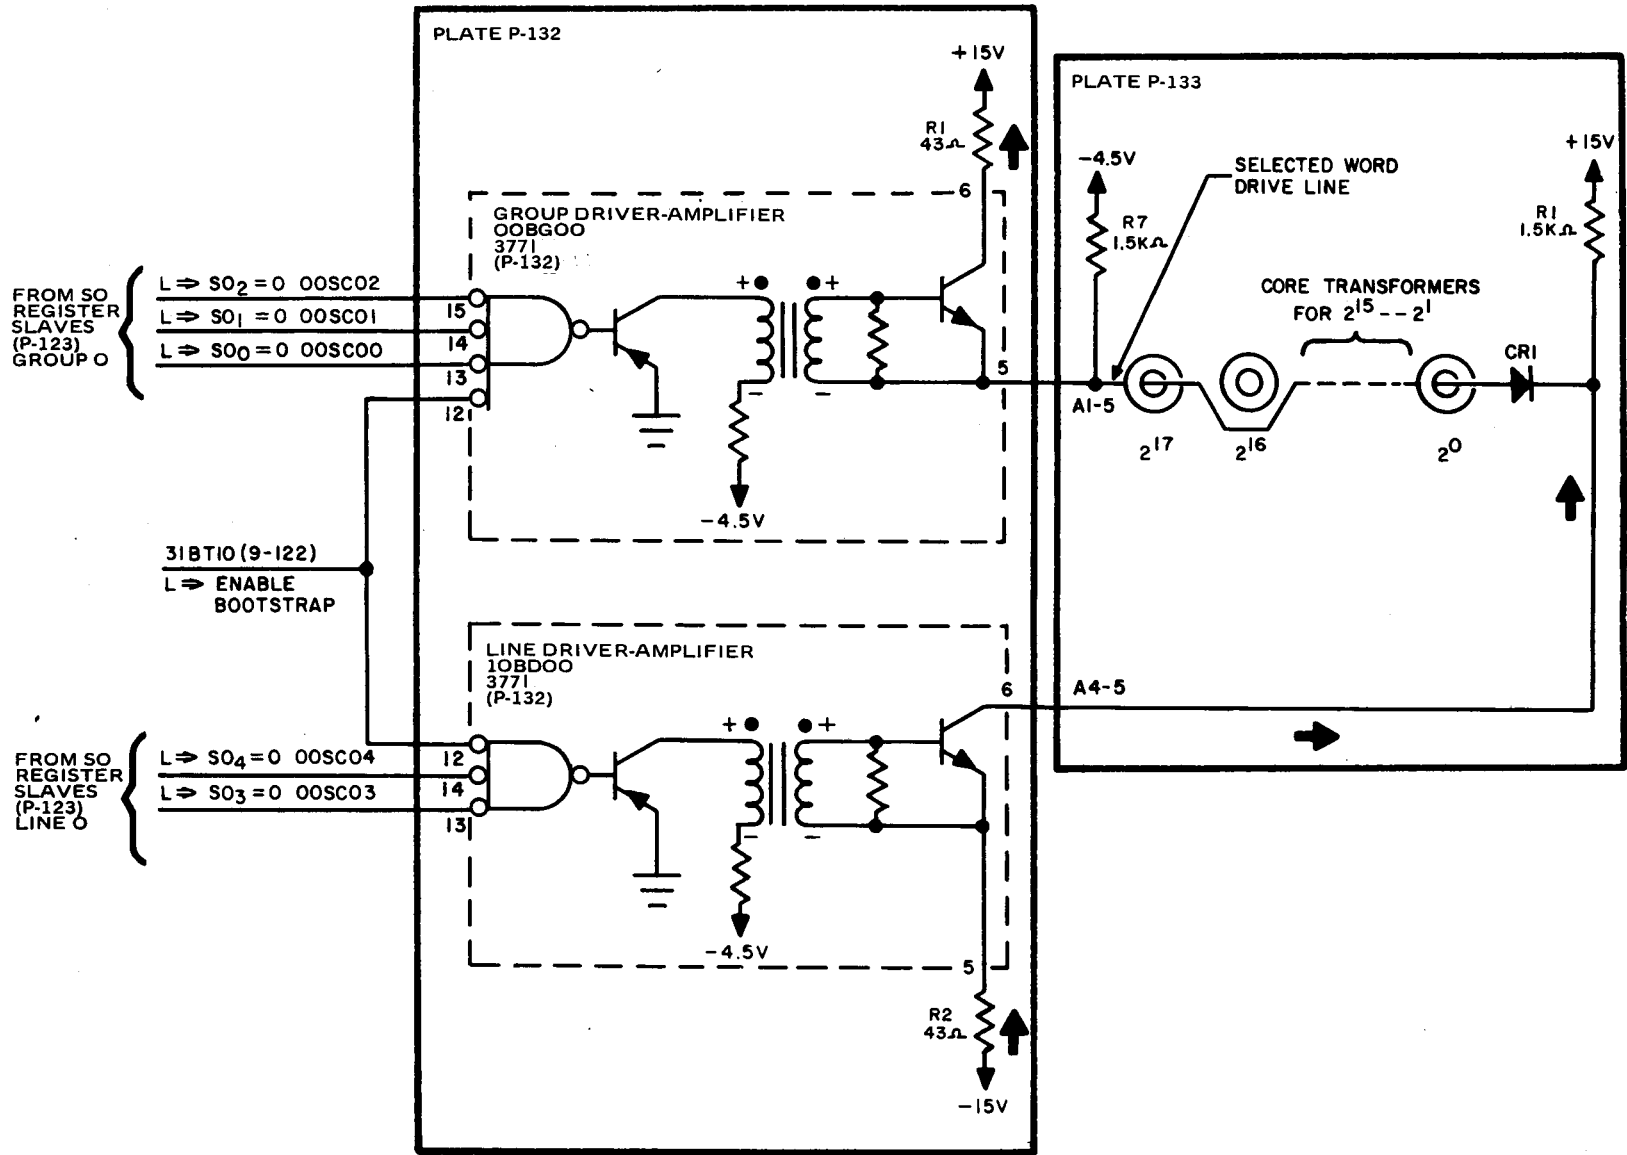 PLATE P-132
+15V
R1
43Ω
6
GROUP DRIVER-AMPLIFIER
00BG00
3771
(P-132)
FROM SO
REGISTER
SLAVES
(P-123)
GROUP 0
L⇒ SO2=0 00SC02
L⇒ SO1=0 00SC01
L⇒ SO0=0 00SC00
15
14
13
12
+ +
- -
-4.5V
5
31BT10 (9-122)
L⇒ ENABLE
BOOTSTRAP
LINE DRIVER-AMPLIFIER
10BD00
3771
(P-132)
6
FROM SO
REGISTER
SLAVES
(P-123)
LINE 0
L⇒ SO4=0 00SC04
L⇒ SO3=0 00SC03
12
14
13
+ +
- -
-4.5V
5
R2
43Ω
-15V
PLATE P-133
-4.5V
R7
1.5KΩ
SELECTED WORD
DRIVE LINE
+15V
R1
1.5KΩ
CORE TRANSFORMERS
FOR 2^15--2^1
CR1
A1-5
2^17
2^16
2^0
A4-5